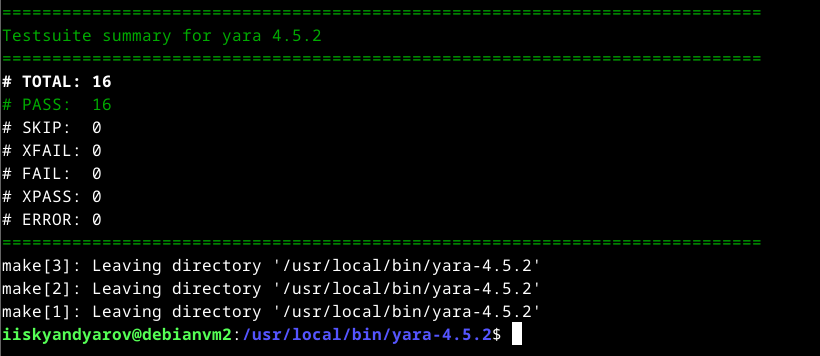 ============================================================================
Testsuite summary for yara 4.5.2
============================================================================
# TOTAL: 16
# PASS:  16
# SKIP:  0
# XFAIL: 0
# FAIL:  0
# XPASS: 0
# ERROR: 0
============================================================================
make[3]: Leaving directory '/usr/local/bin/yara-4.5.2'
make[2]: Leaving directory '/usr/local/bin/yara-4.5.2'
make[1]: Leaving directory '/usr/local/bin/yara-4.5.2'
iiskyandyarov@debianvm2:/usr/local/bin/yara-4.5.2$